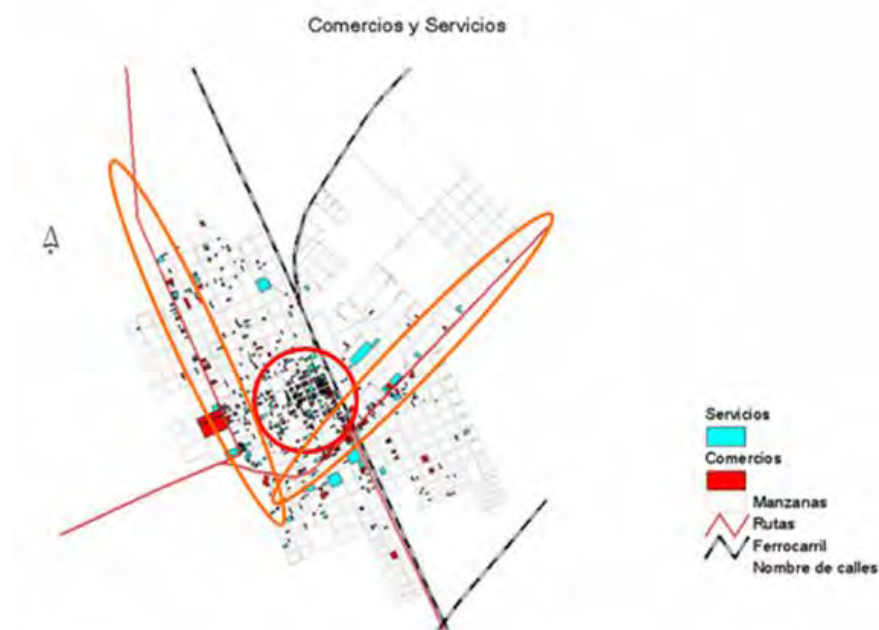 Comercios y Servicios
Servicios
Comercios
Manzanas
Rutas
Ferrocarril
Nombre de calles